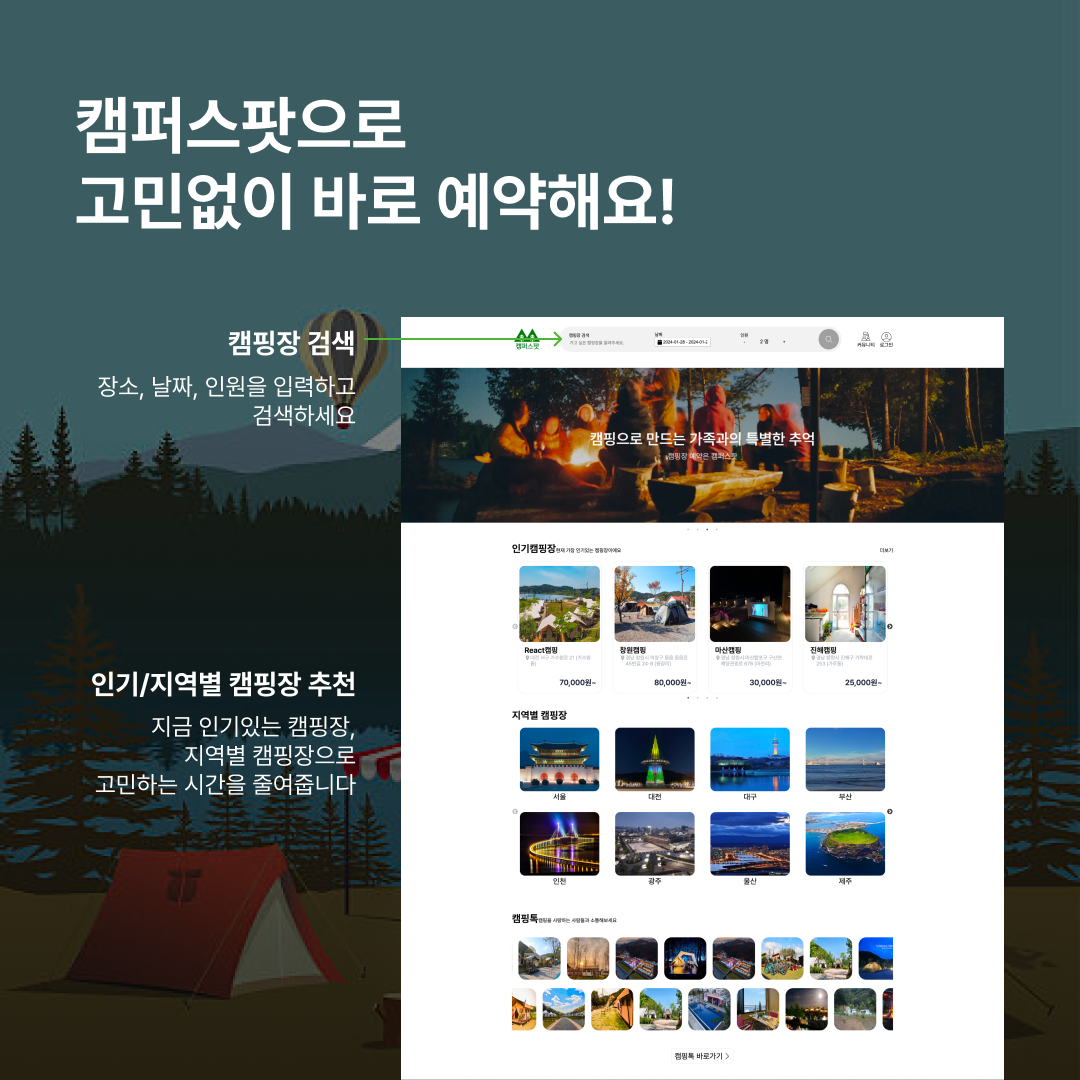 캠퍼스팟으로
고민없이 바로 예약해요!
캠핑장 검색
장소, 날짜, 인원을 입력하고
검색하세요
인기/지역별 캠핑장 추천
지금 인기있는 캠핑장,
지역별 캠핑장으로
고민하는 시간을 줄여줍니다
캠퍼스팟
캠핑장 검색
가고 싶은 캠핑장을 알려주세요.
날짜
2024-01-28 - 2024-01-2
인원
- 2 명 +
커뮤니티
로그인
캠핑으로 만드는 가족과의 특별한 추억
캠핑장 예약은 캠퍼스팟
인기캠핑장 현재 가장 인기있는 캠핑장이에요
더보기
React캠핑
70,000원~
창원캠핑
80,000원~
마산캠핑
30,000원~
진해캠핑
25,000원~
지역별 캠핑장
서울
대전
대구
부산
인천
광주
울산
제주
캠핑톡 캠핑을 사랑하는 사람들과 소통해보세요
캠핑톡 바로가기 >